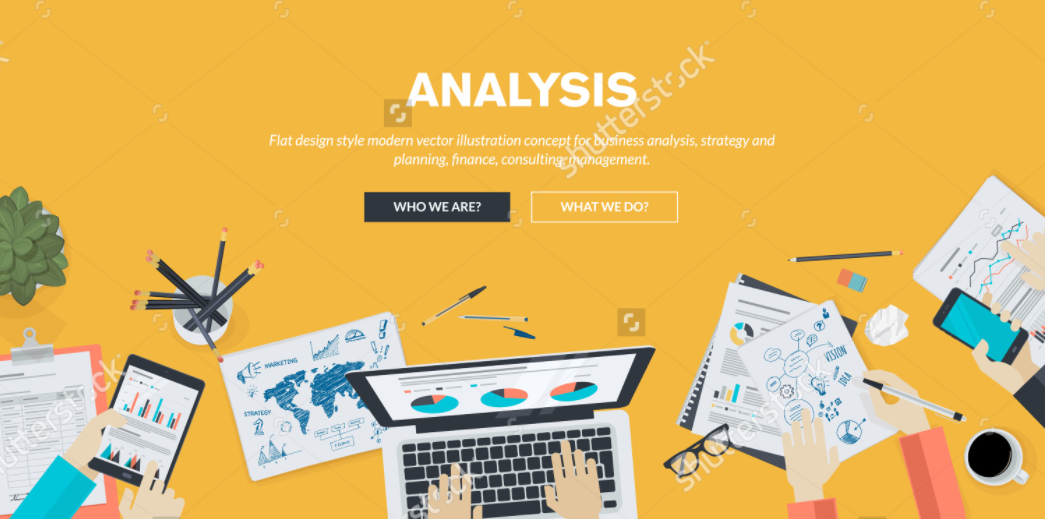 ANALYSIS
Flat design style modern vector illustration concept for business analysis, strategy and
planning, finance, consulting, management.
WHO WE ARE?
WHAT WE DO?
MARKETING
STRATEGY
VISION
IDEA
shutterstock
shutterstock
shutterstock